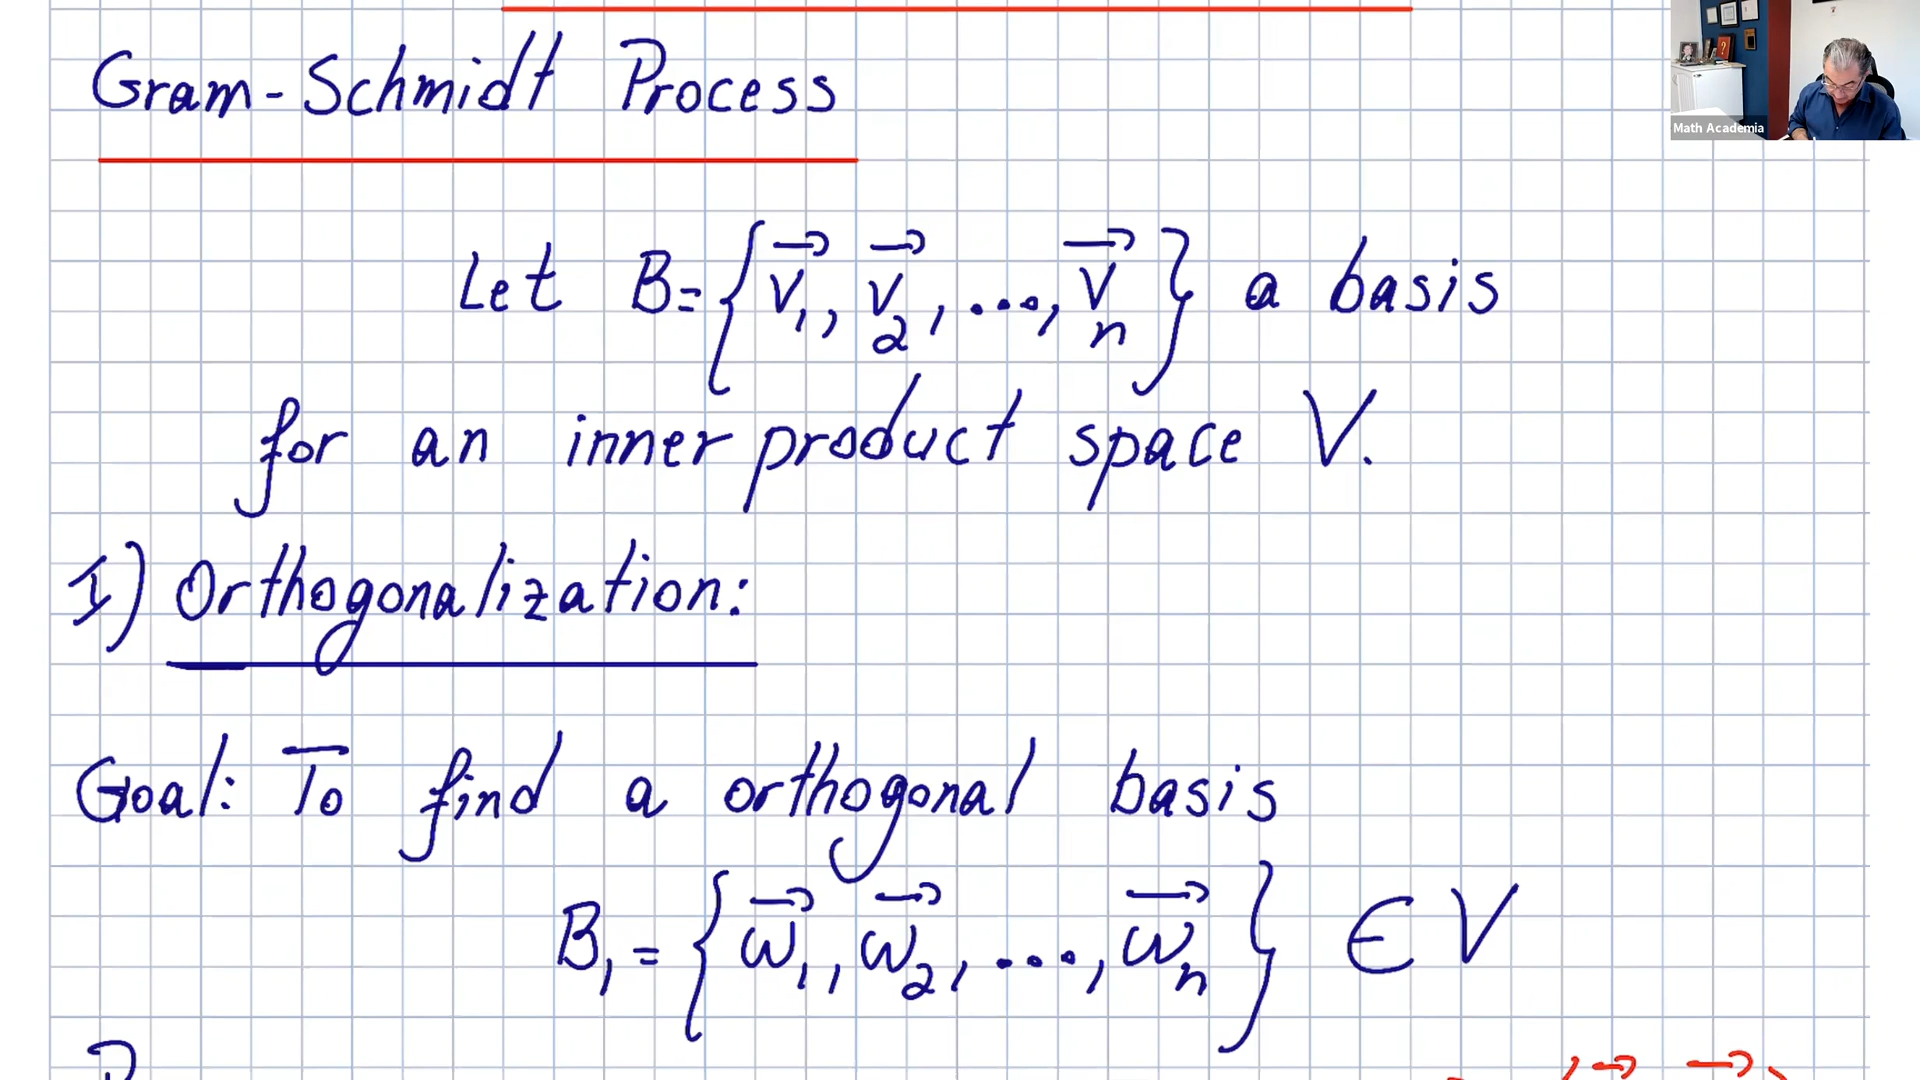 Gram-Schmidt Process
Math Academia
Let B={v⃗₁, v⃗₂, ..., v⃗ₙ} a basis
for an inner product space V.
I) Orthogonalization:
Goal: To find a orthogonal basis
B₁ = {w⃗₁, w⃗₂, ..., w⃗ₙ} ∈ V